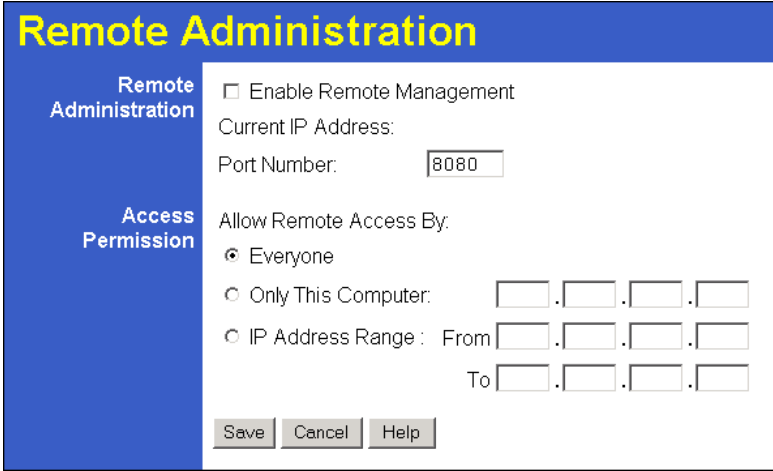 Remote Administration
Remote Administration
Enable Remote Management
Current IP Address:
Port Number: 8080
Access Permission
Allow Remote Access By:
Everyone
Only This Computer: . . .
IP Address Range : From . . .
To . . .
Save Cancel Help